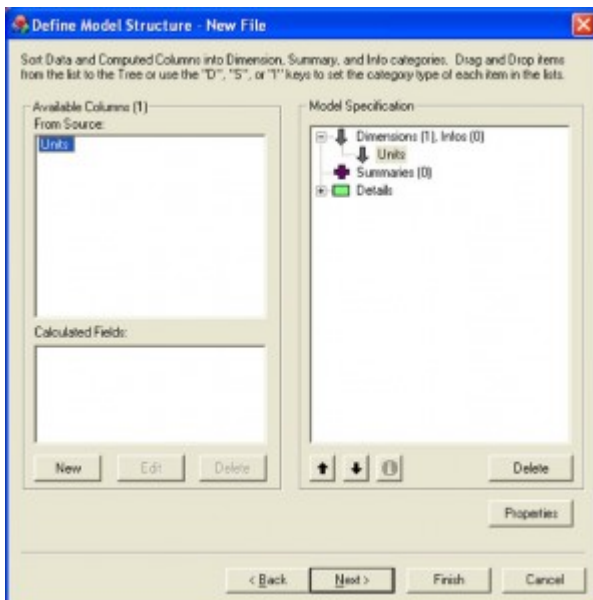 Define Model Structure - New File
Sort Data and Computed Columns into Dimension, Summary, and Info categories. Drag and Drop items
from the list to the Tree or use the "D", "S", or "I" keys to set the category type of each item in the lists.
Available Columns (1)
From Source:
Units
Calculated Fields:
New
Edit
Delete
Model Specification
Dimensions (1), Infos (0)
Units
Summaries (0)
Details
Delete
Properties
< Back
Next >
Finish
Cancel